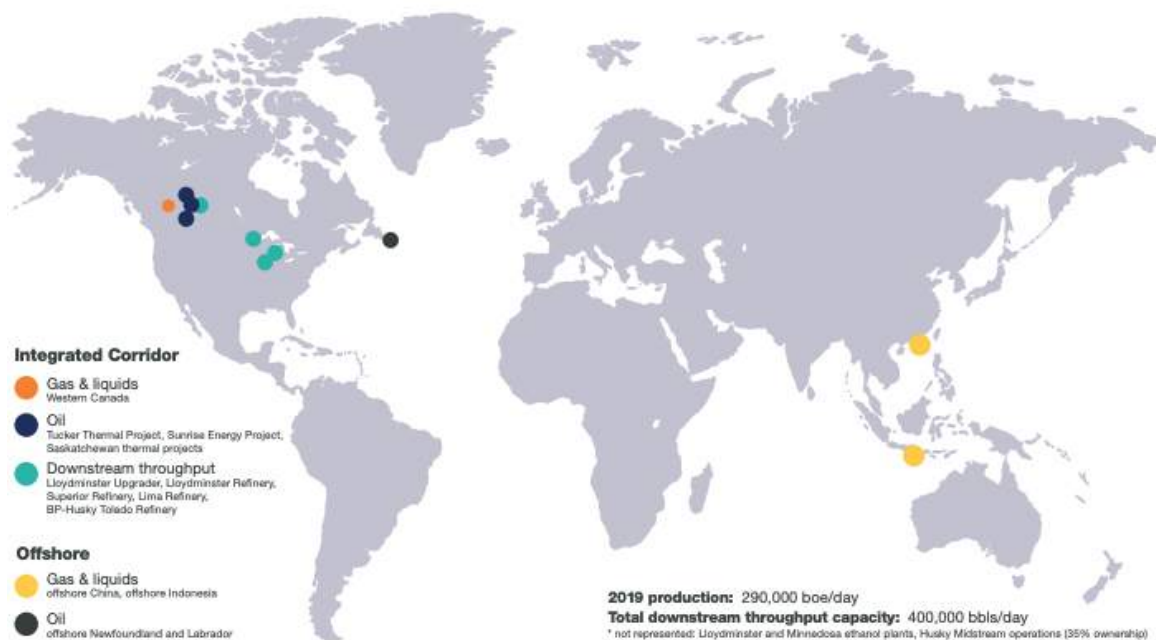 Integrated Corridor
Gas & liquids
Western Canada
Oil
Tucker Thermal Project, Sunrise Energy Project,
Saskatchewan thermal projects
Downstream throughput
Lloydminster Upgrader, Lloydminster Refinery,
Superior Refinery, Lima Refinery,
BP-Husky Toledo Refinery
Offshore
Gas & liquids
offshore China, offshore Indonesia
Oil
offshore Newfoundland and Labrador
2019 production: 290,000 boe/day
Total downstream throughput capacity: 400,000 bbls/day
* not represented: Lloydminster and Minnedosa ethanol plants, Husky Midstream operations (35% ownership)